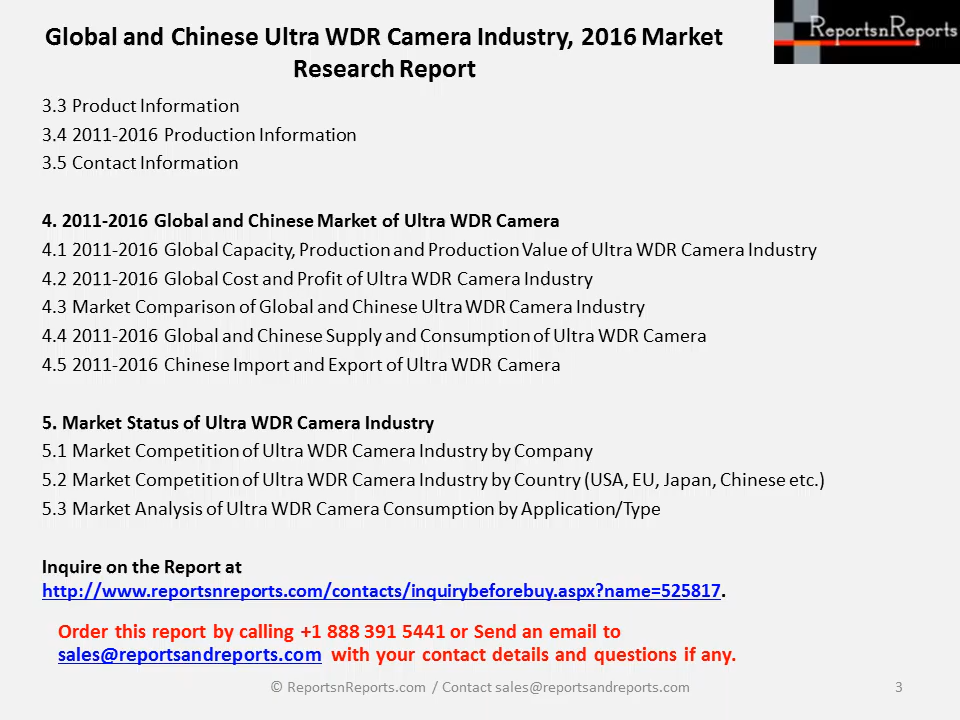 Global and Chinese Ultra WDR Camera Industry, 2016 Market
Research Report
ReportsnReports
3.3 Product Information
3.4 2011-2016 Production Information
3.5 Contact Information
4. 2011-2016 Global and Chinese Market of Ultra WDR Camera
4.1 2011-2016 Global Capacity, Production and Production Value of Ultra WDR Camera Industry
4.2 2011-2016 Global Cost and Profit of Ultra WDR Camera Industry
4.3 Market Comparison of Global and Chinese Ultra WDR Camera Industry
4.4 2011-2016 Global and Chinese Supply and Consumption of Ultra WDR Camera
4.5 2011-2016 Chinese Import and Export of Ultra WDR Camera
5. Market Status of Ultra WDR Camera Industry
5.1 Market Competition of Ultra WDR Camera Industry by Company
5.2 Market Competition of Ultra WDR Camera Industry by Country (USA, EU, Japan, Chinese etc.)
5.3 Market Analysis of Ultra WDR Camera Consumption by Application/Type
Inquire on the Report at
http://www.reportsnreports.com/contacts/inquirybeforebuy.aspx?name=525817.
Order this report by calling +1 888 391 5441 or Send an email to
sales@reportsandreports.com with your contact details and questions if any.
© ReportsnReports.com / Contact sales@reportsandreports.com
3